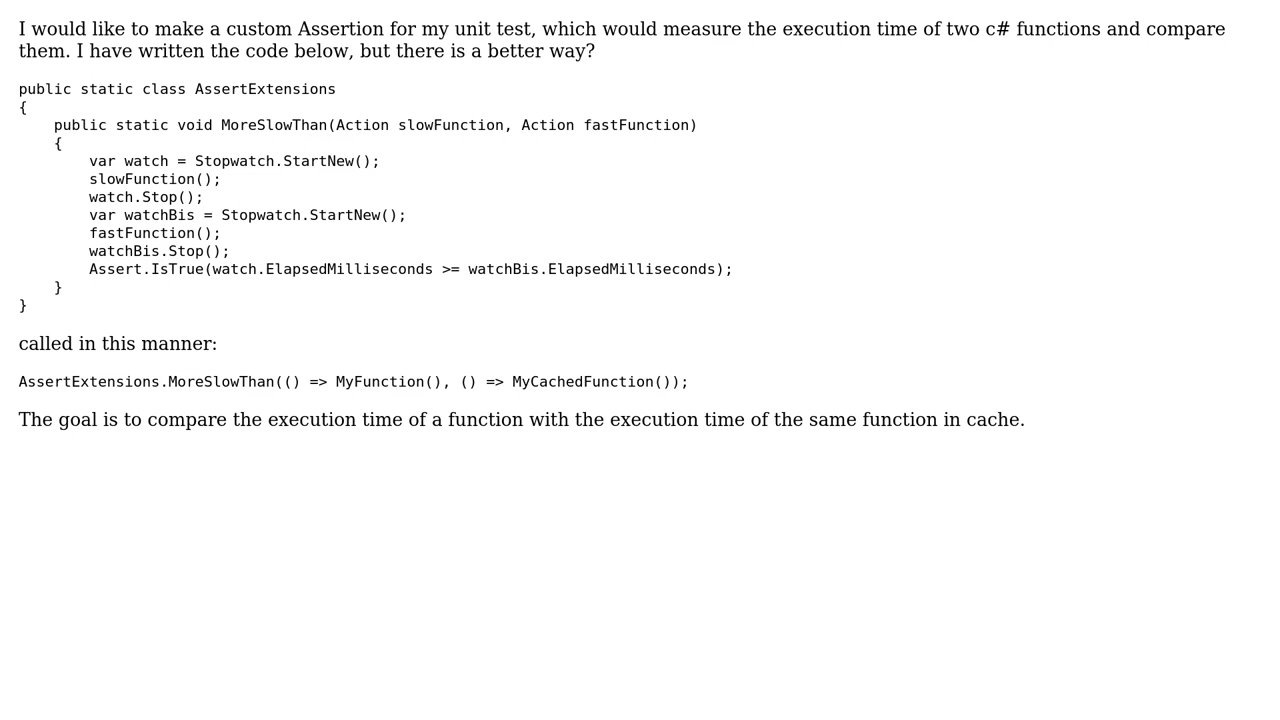 I would like to make a custom Assertion for my unit test, which would measure the execution time of two c# functions and compare
them. I have written the code below, but there is a better way?
public static class AssertExtensions
{
    public static void MoreSlowThan(Action slowFunction, Action fastFunction)
    {
        var watch = Stopwatch.StartNew();
        slowFunction();
        watch.Stop();
        var watchBis = Stopwatch.StartNew();
        fastFunction();
        watchBis.Stop();
        Assert.IsTrue(watch.ElapsedMilliseconds >= watchBis.ElapsedMilliseconds);
    }
}
called in this manner:
AssertExtensions.MoreSlowThan(() => MyFunction(), () => MyCachedFunction());
The goal is to compare the execution time of a function with the execution time of the same function in cache.